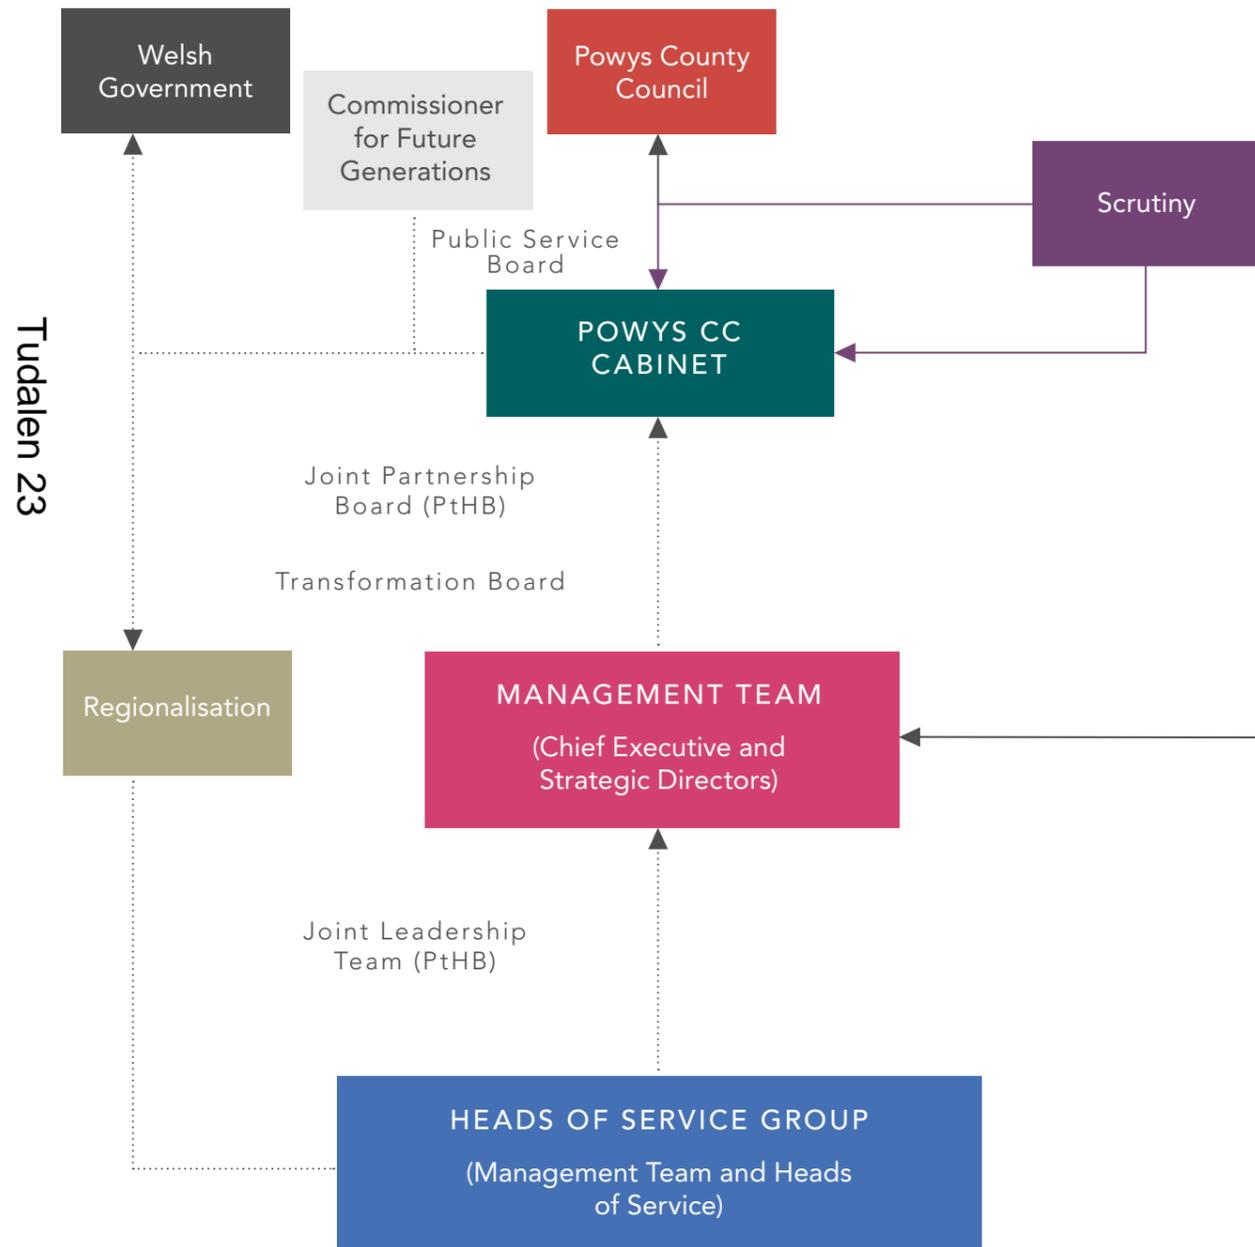 Welsh
Government
Commissioner
for Future
Generations
Powys County
Council
Scrutiny
Public Service
Board
POWYS CC
CABINET
Tudalen 23
Joint Partnership
Board (PtHB)
Transformation Board
Regionalisation
MANAGEMENT TEAM
(Chief Executive and
Strategic Directors)
Joint Leadership
Team (PtHB)
HEADS OF SERVICE GROUP
(Management Team and Heads
of Service)